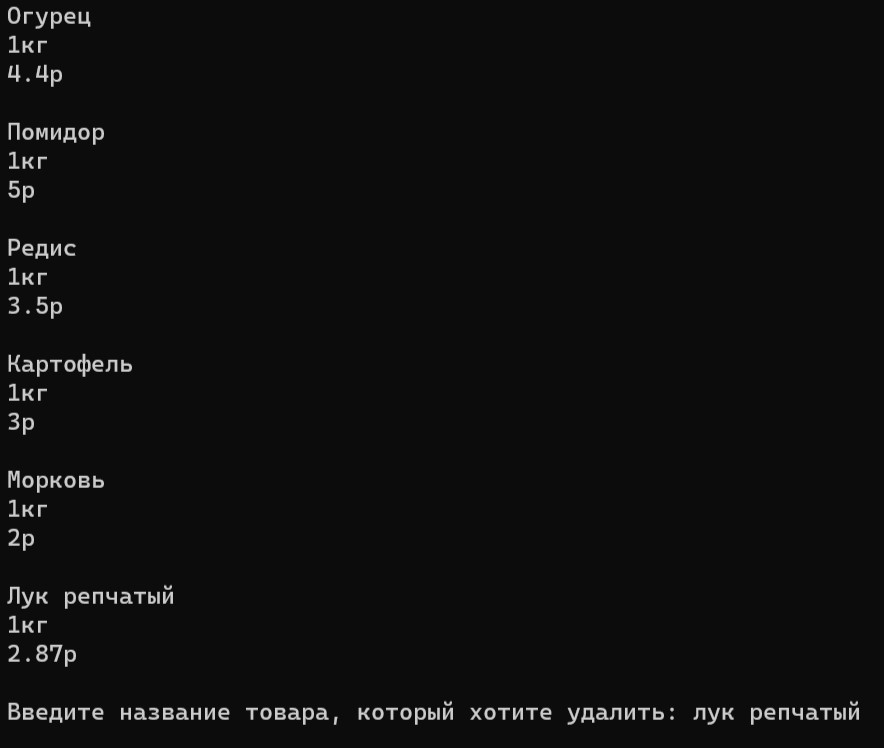 Огурец
1кг
4.4р
Помидор
1кг
5р
Редис
1кг
3.5р
Картофель
1кг
3р
Морковь
1кг
2р
Лук репчатый
1кг
2.87р
Введите название товара, который хотите удалить: лук репчатый